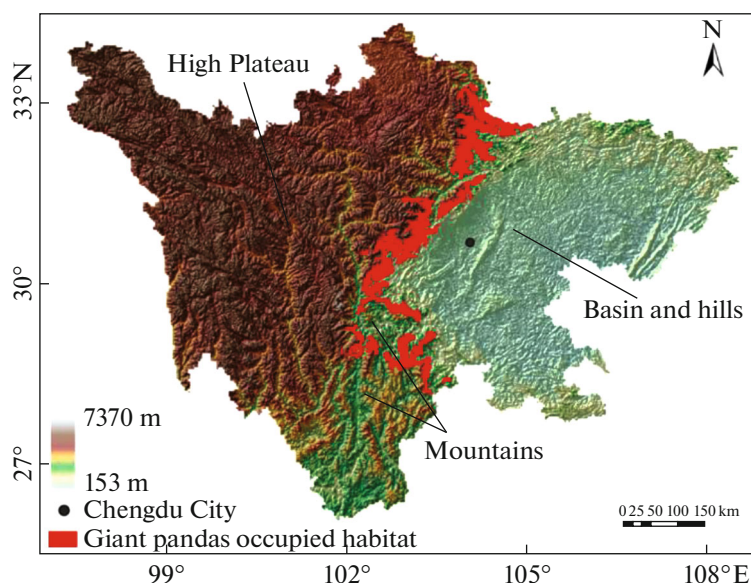 N
High Plateau
33°N
30°
27°
Basin and hills
Mountains
7370 m
153 m
Chengdu City
Giant pandas occupied habitat
0 25 50 100 150 km
99°
102°
105°
108°E